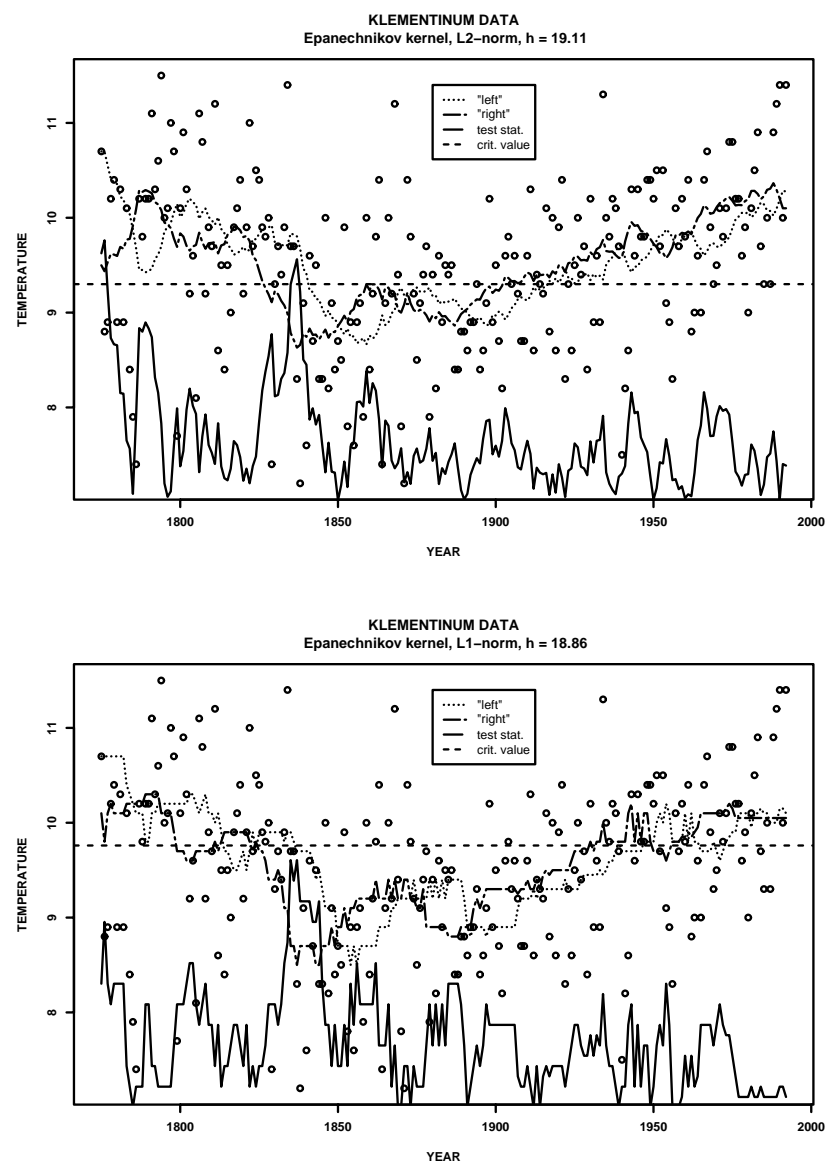 KLEMENTINUM DATA
Epanechnikov kernel, L2−norm, h = 19.11
TEMPERATURE
11
10
9
8
"left"
"right"
test stat.
crit. value
1800 1850 1900 1950 2000
YEAR
KLEMENTINUM DATA
Epanechnikov kernel, L1−norm, h = 18.86
TEMPERATURE
11
10
9
8
"left"
"right"
test stat.
crit. value
1800 1850 1900 1950 2000
YEAR